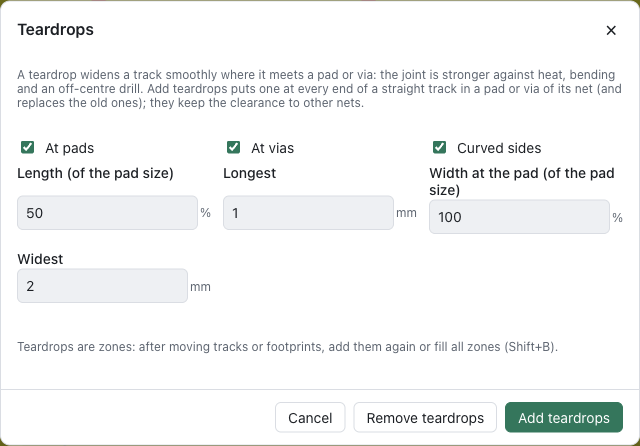 Teardrops
A teardrop widens a track smoothly where it meets a pad or via: the joint is stronger against heat, bending
and an off-centre drill. Add teardrops puts one at every end of a straight track in a pad or via of its net (and
replaces the old ones); they keep the clearance to other nets.
At pads
At vias
Curved sides
Length (of the pad size)
Longest
Width at the pad (of the pad
size)
50 %
1 mm
100 %
Widest
2 mm
Teardrops are zones: after moving tracks or footprints, add them again or fill all zones (Shift+B).
Cancel
Remove teardrops
Add teardrops